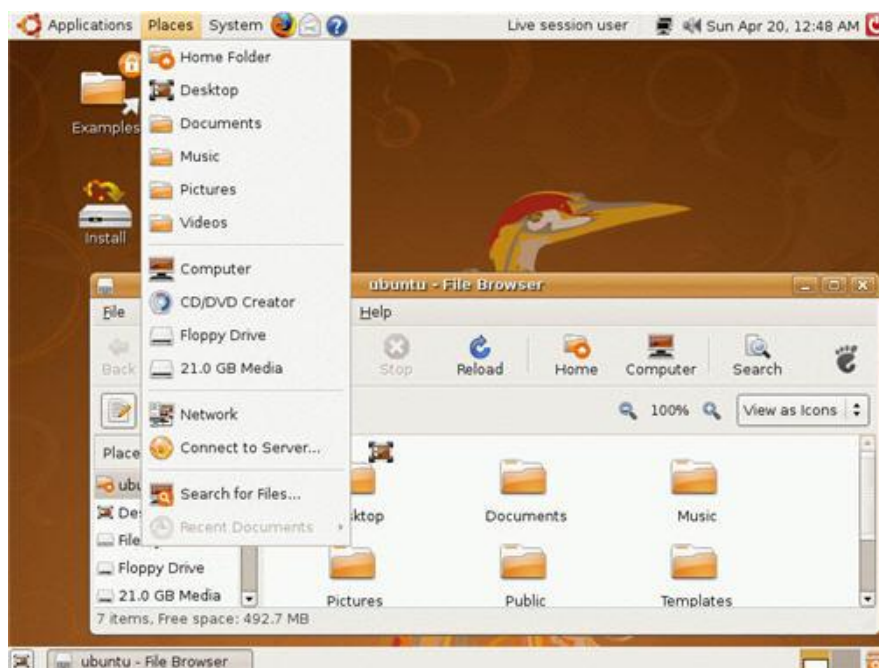 Applications Places System Live session user Sun Apr 20, 12:48 AM
Home Folder
Desktop
Documents
Music
Pictures
Videos
Computer
CD/DVD Creator
Floppy Drive
21.0 GB Media
Network
Connect to Server...
Search for Files...
Recent Documents
Examples
Install
ubuntu - File Browser
File Help
Back Stop Reload Home Computer Search
100% View as Icons
Place
ubu
De
File
Floppy Drive
21.0 GB Media
ktop Documents Music
Pictures Public Templates
7 items, Free space: 492.7 MB
ubuntu - File Browser